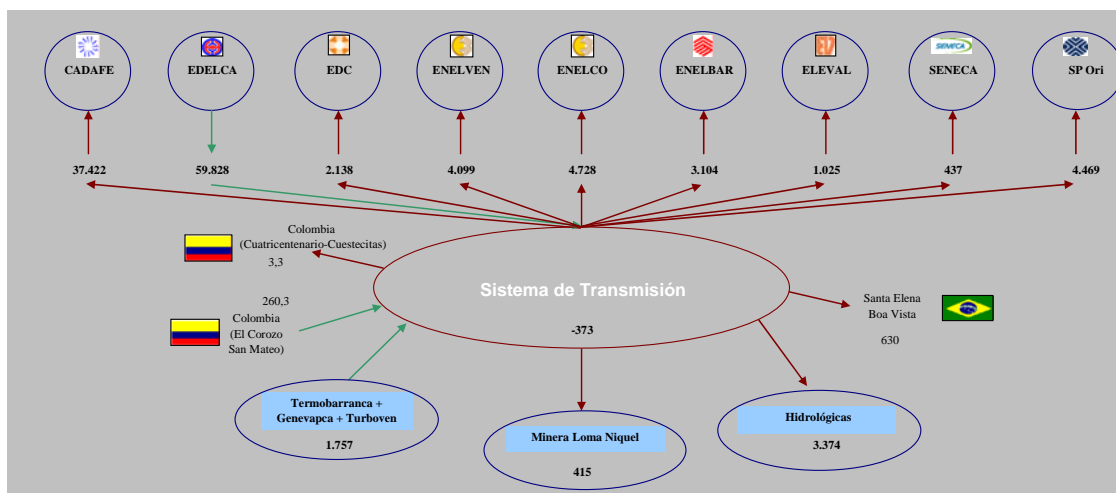 CADAFE
EDELCA
EDC
ENELVEN
ENELCO
ENELBAR
ELEVAL
SENECA
SENECA
SP Ori
37.422
59.828
2.138
4.099
4.728
3.104
1.025
437
4.469
Colombia
(Cuatricentenario-Cuestecitas)
3,3
260,3
Colombia
(El Corozo
San Mateo)
Sistema de Transmisión
-373
Santa Elena
Boa Vista
630
Termobarranca +
Genevapca + Turboven
1.757
Minera Loma Niquel
415
Hidrológicas
3.374